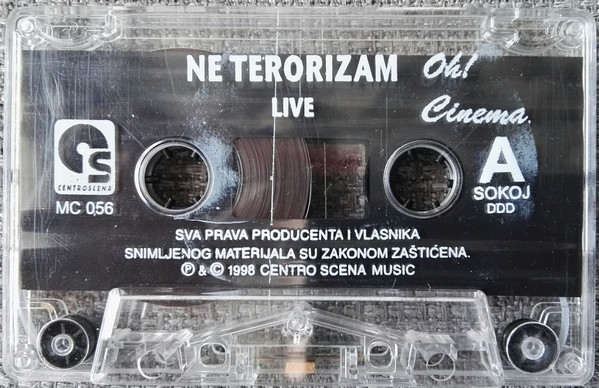 NE TERORIZAM
LIVE
Oh!
Cinema.
CS
CENTROSCENA
MC 056
A
SOKOJ
DDD
SVA PRAVA PRODUCENTA I VLASNIKA
SNIMLJENOG MATERIJALA SU ZAKONOM ZAŠTIĆENA.
Ⓟ & © 1998 CENTRO SCENA MUSIC